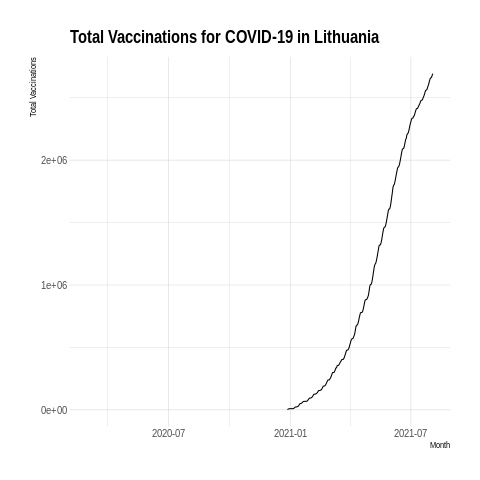 Total Vaccinations for COVID-19 in Lithuania
Total Vaccinations
2e+06
1e+06
0e+00
2020-07
2021-01
2021-07
Month